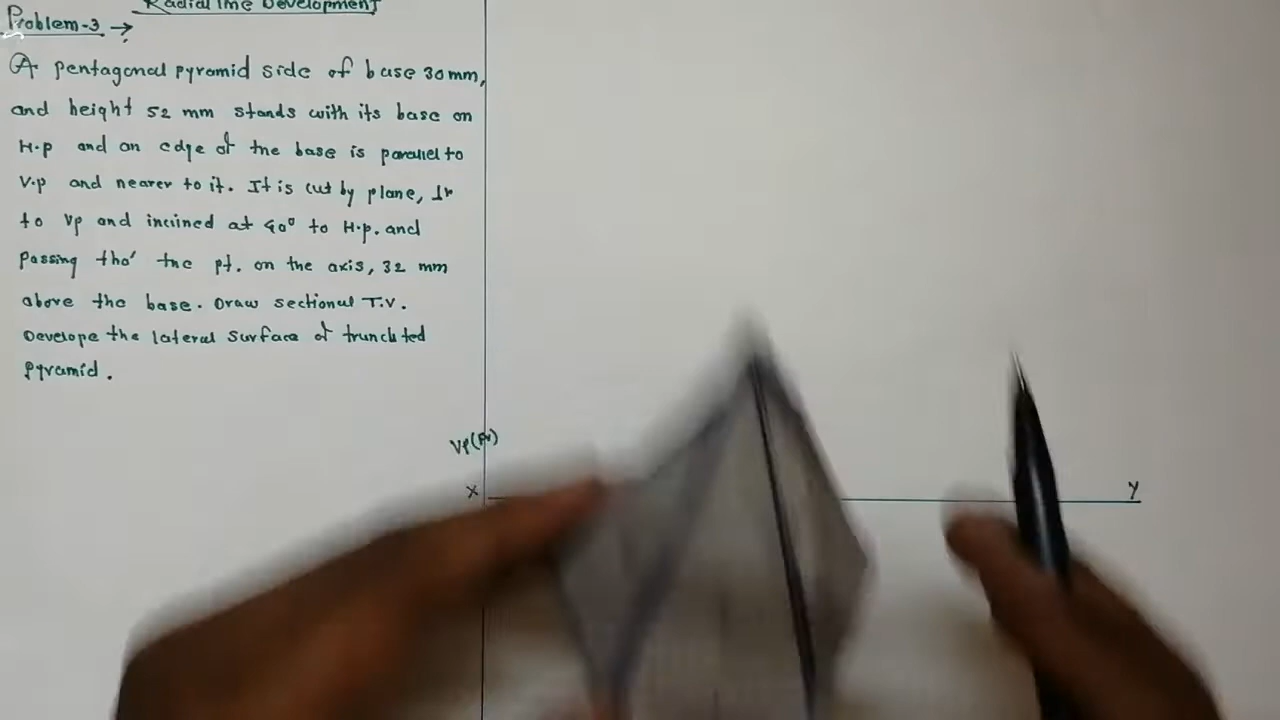 Radial line Development
Problem-3 →
A pentagonal pyramid side of base 30mm,
and height 52 mm stands with its base on
H.p and an edge of the base is parallel to
V.p and nearer to it. It is cut by plane, ⊥r
to Vp and inclined at 40° to H.p. and
passing tho' the pt. on the axis, 32 mm
above the base. Draw sectional T.V.
Develope the lateral surface of truncted
pyramid.
VP(FV)
X Y